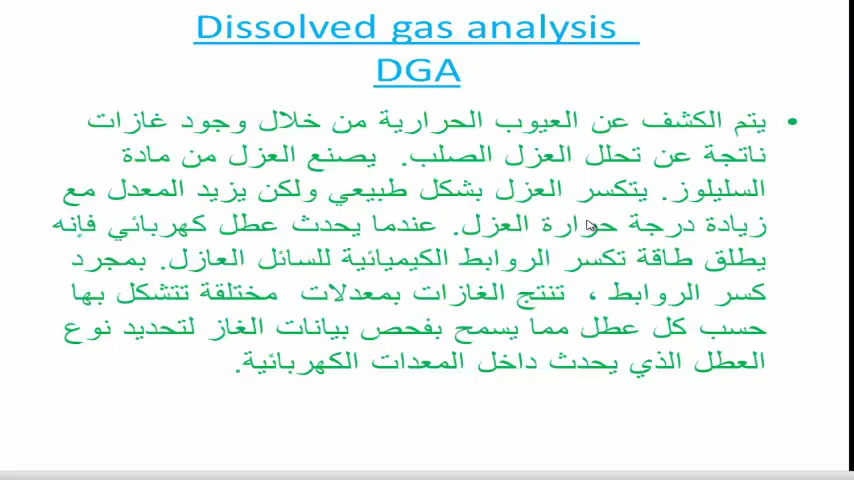 Dissolved gas analysis
DGA
• يتم الكشف عن العيوب الحرارية من خلال وجود غازات
ناتجة عن تحلل العزل الصلب. يصنع العزل من مادة
السليلوز. يتكسر العزل بشكل طبيعي ولكن يزيد المعدل مع
زيادة درجة حرارة العزل. عندما يحدث عطل كهربائي فإنه
يطلق طاقة تكسر الروابط الكيميائية للسائل العازل. بمجرد
كسر الروابط ، تنتج الغازات بمعدلات مختلقة تتشكل بها
حسب كل عطل مما يسمح بفحص بيانات الغاز لتحديد نوع
العطل الذي يحدث داخل المعدات الكهربائية.